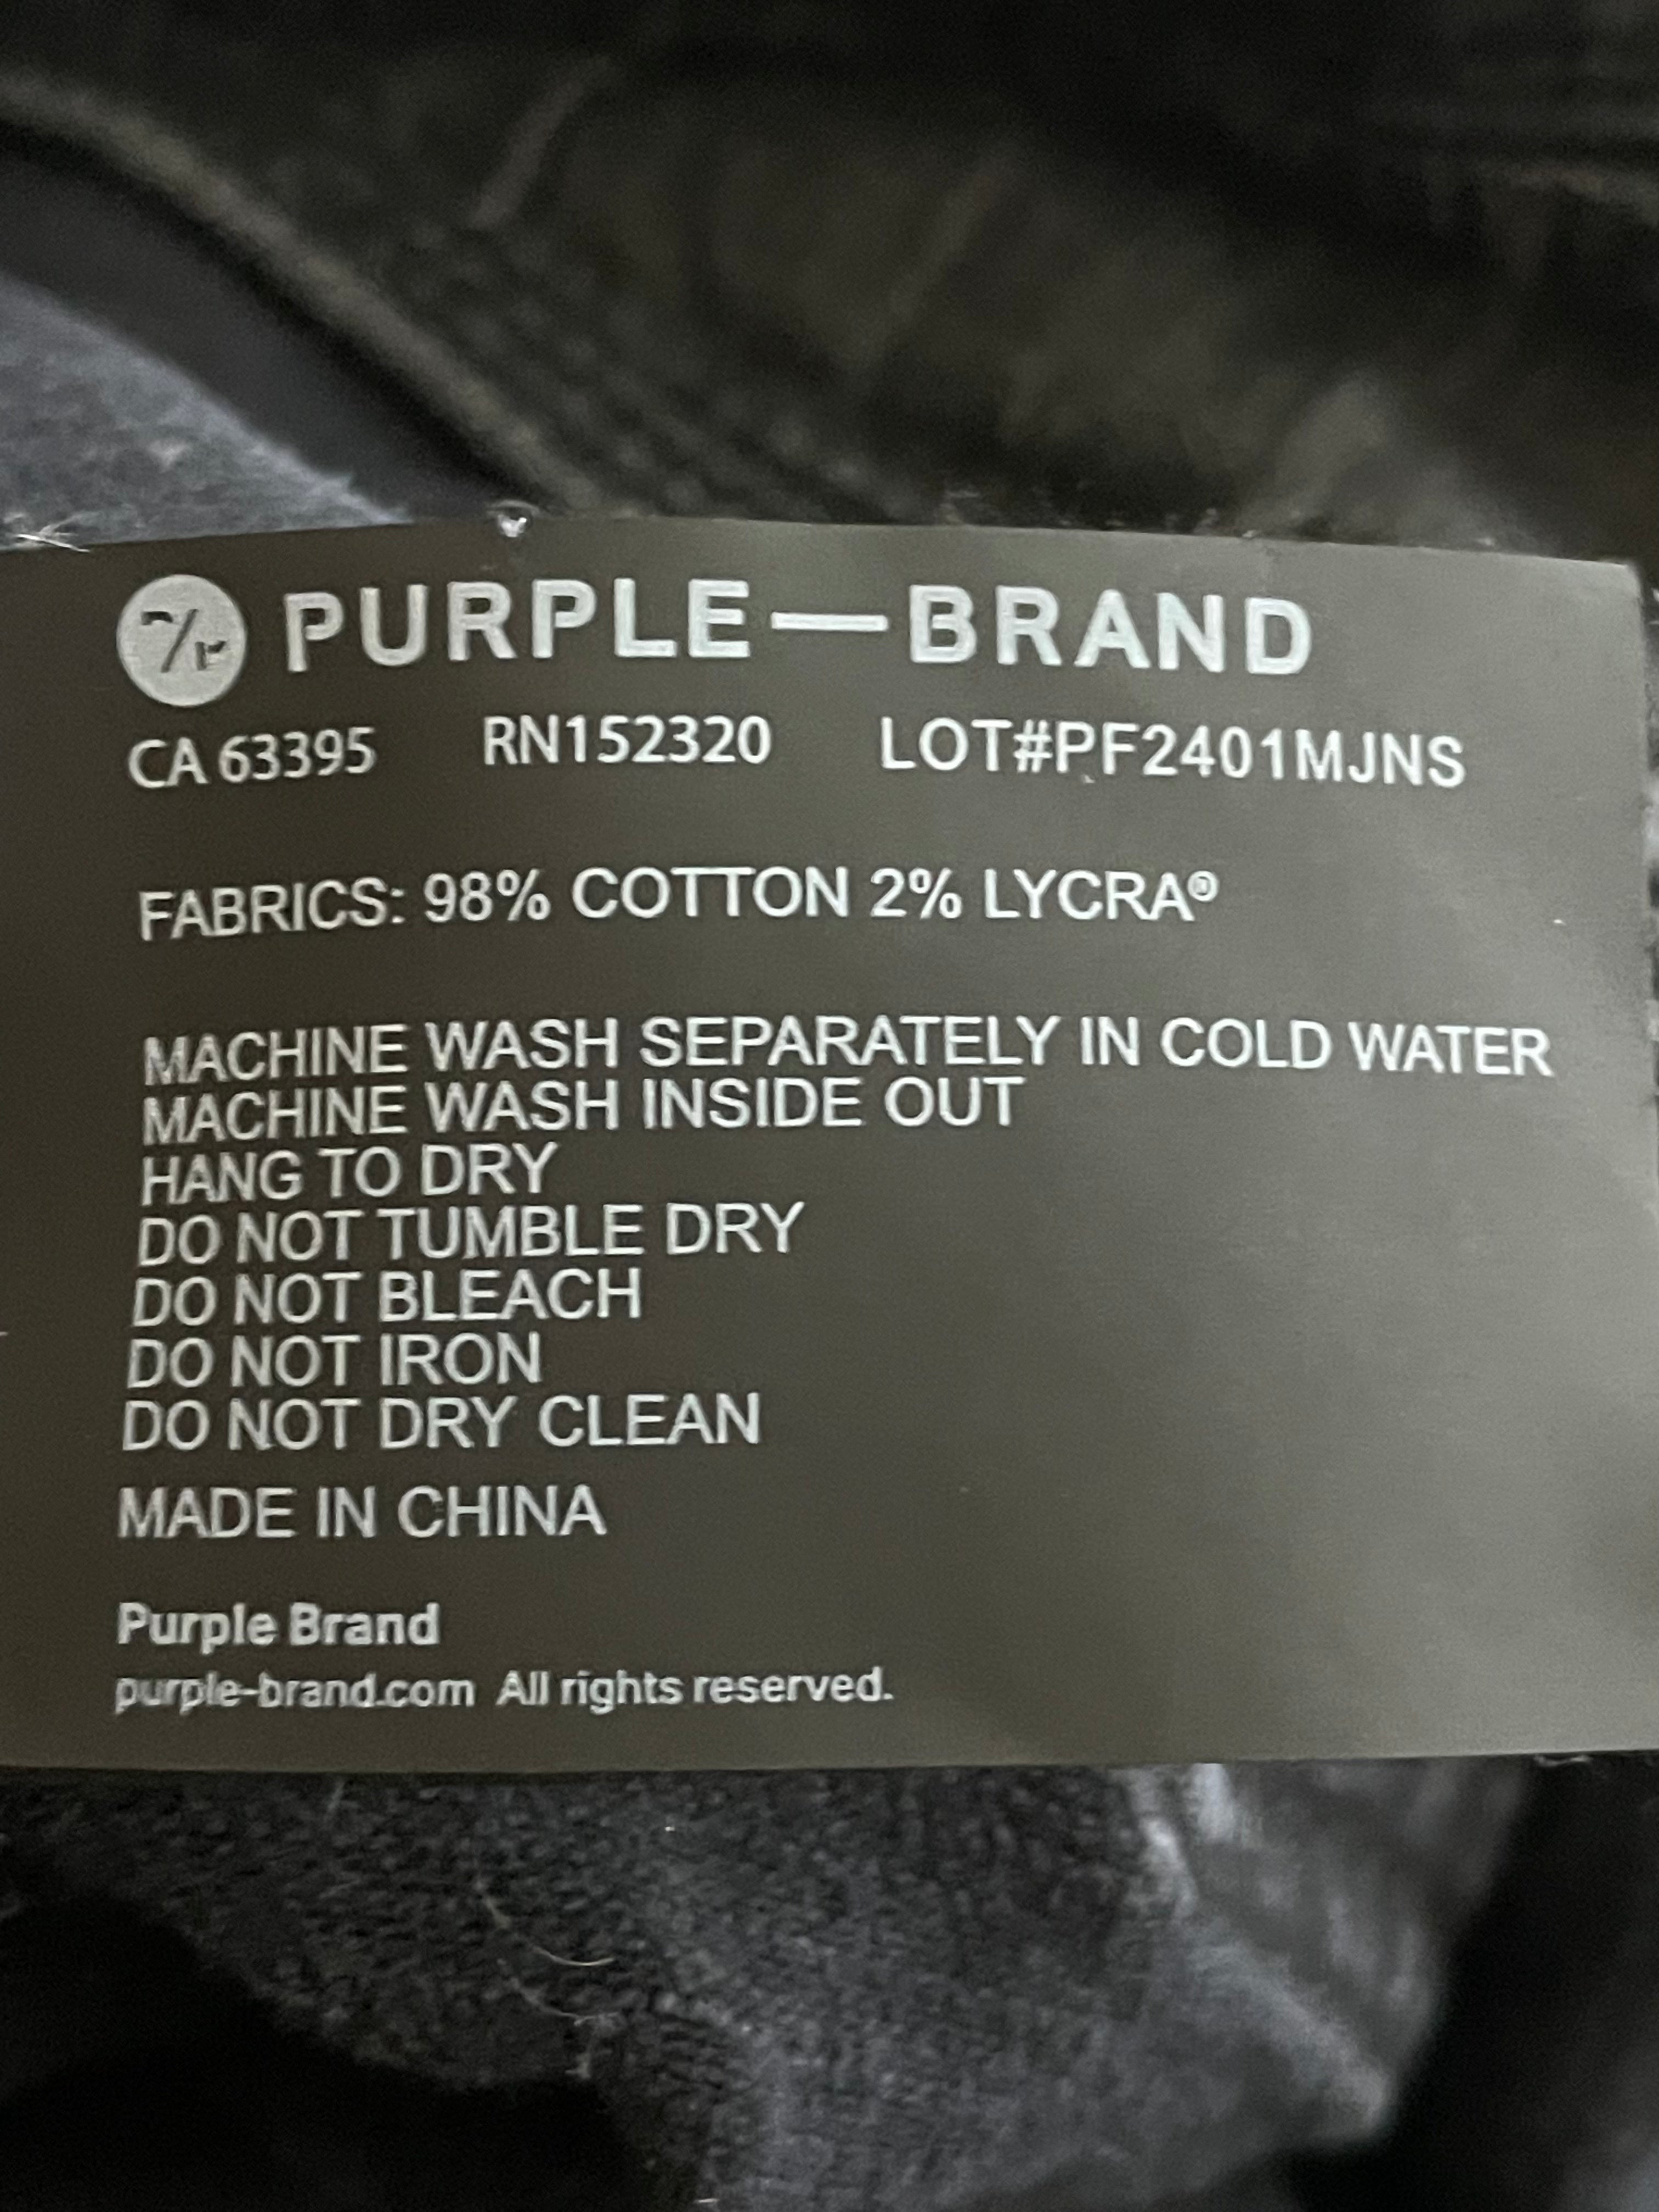 PURPLE—BRAND
CA 63395 RN152320 LOT#PF2401MJNS
FABRICS: 98% COTTON 2% LYCRA®
MACHINE WASH SEPARATELY IN COLD WATER
MACHINE WASH INSIDE OUT
HANG TO DRY
DO NOT TUMBLE DRY
DO NOT BLEACH
DO NOT IRON
DO NOT DRY CLEAN
MADE IN CHINA
Purple Brand
purple-brand.com All rights reserved.